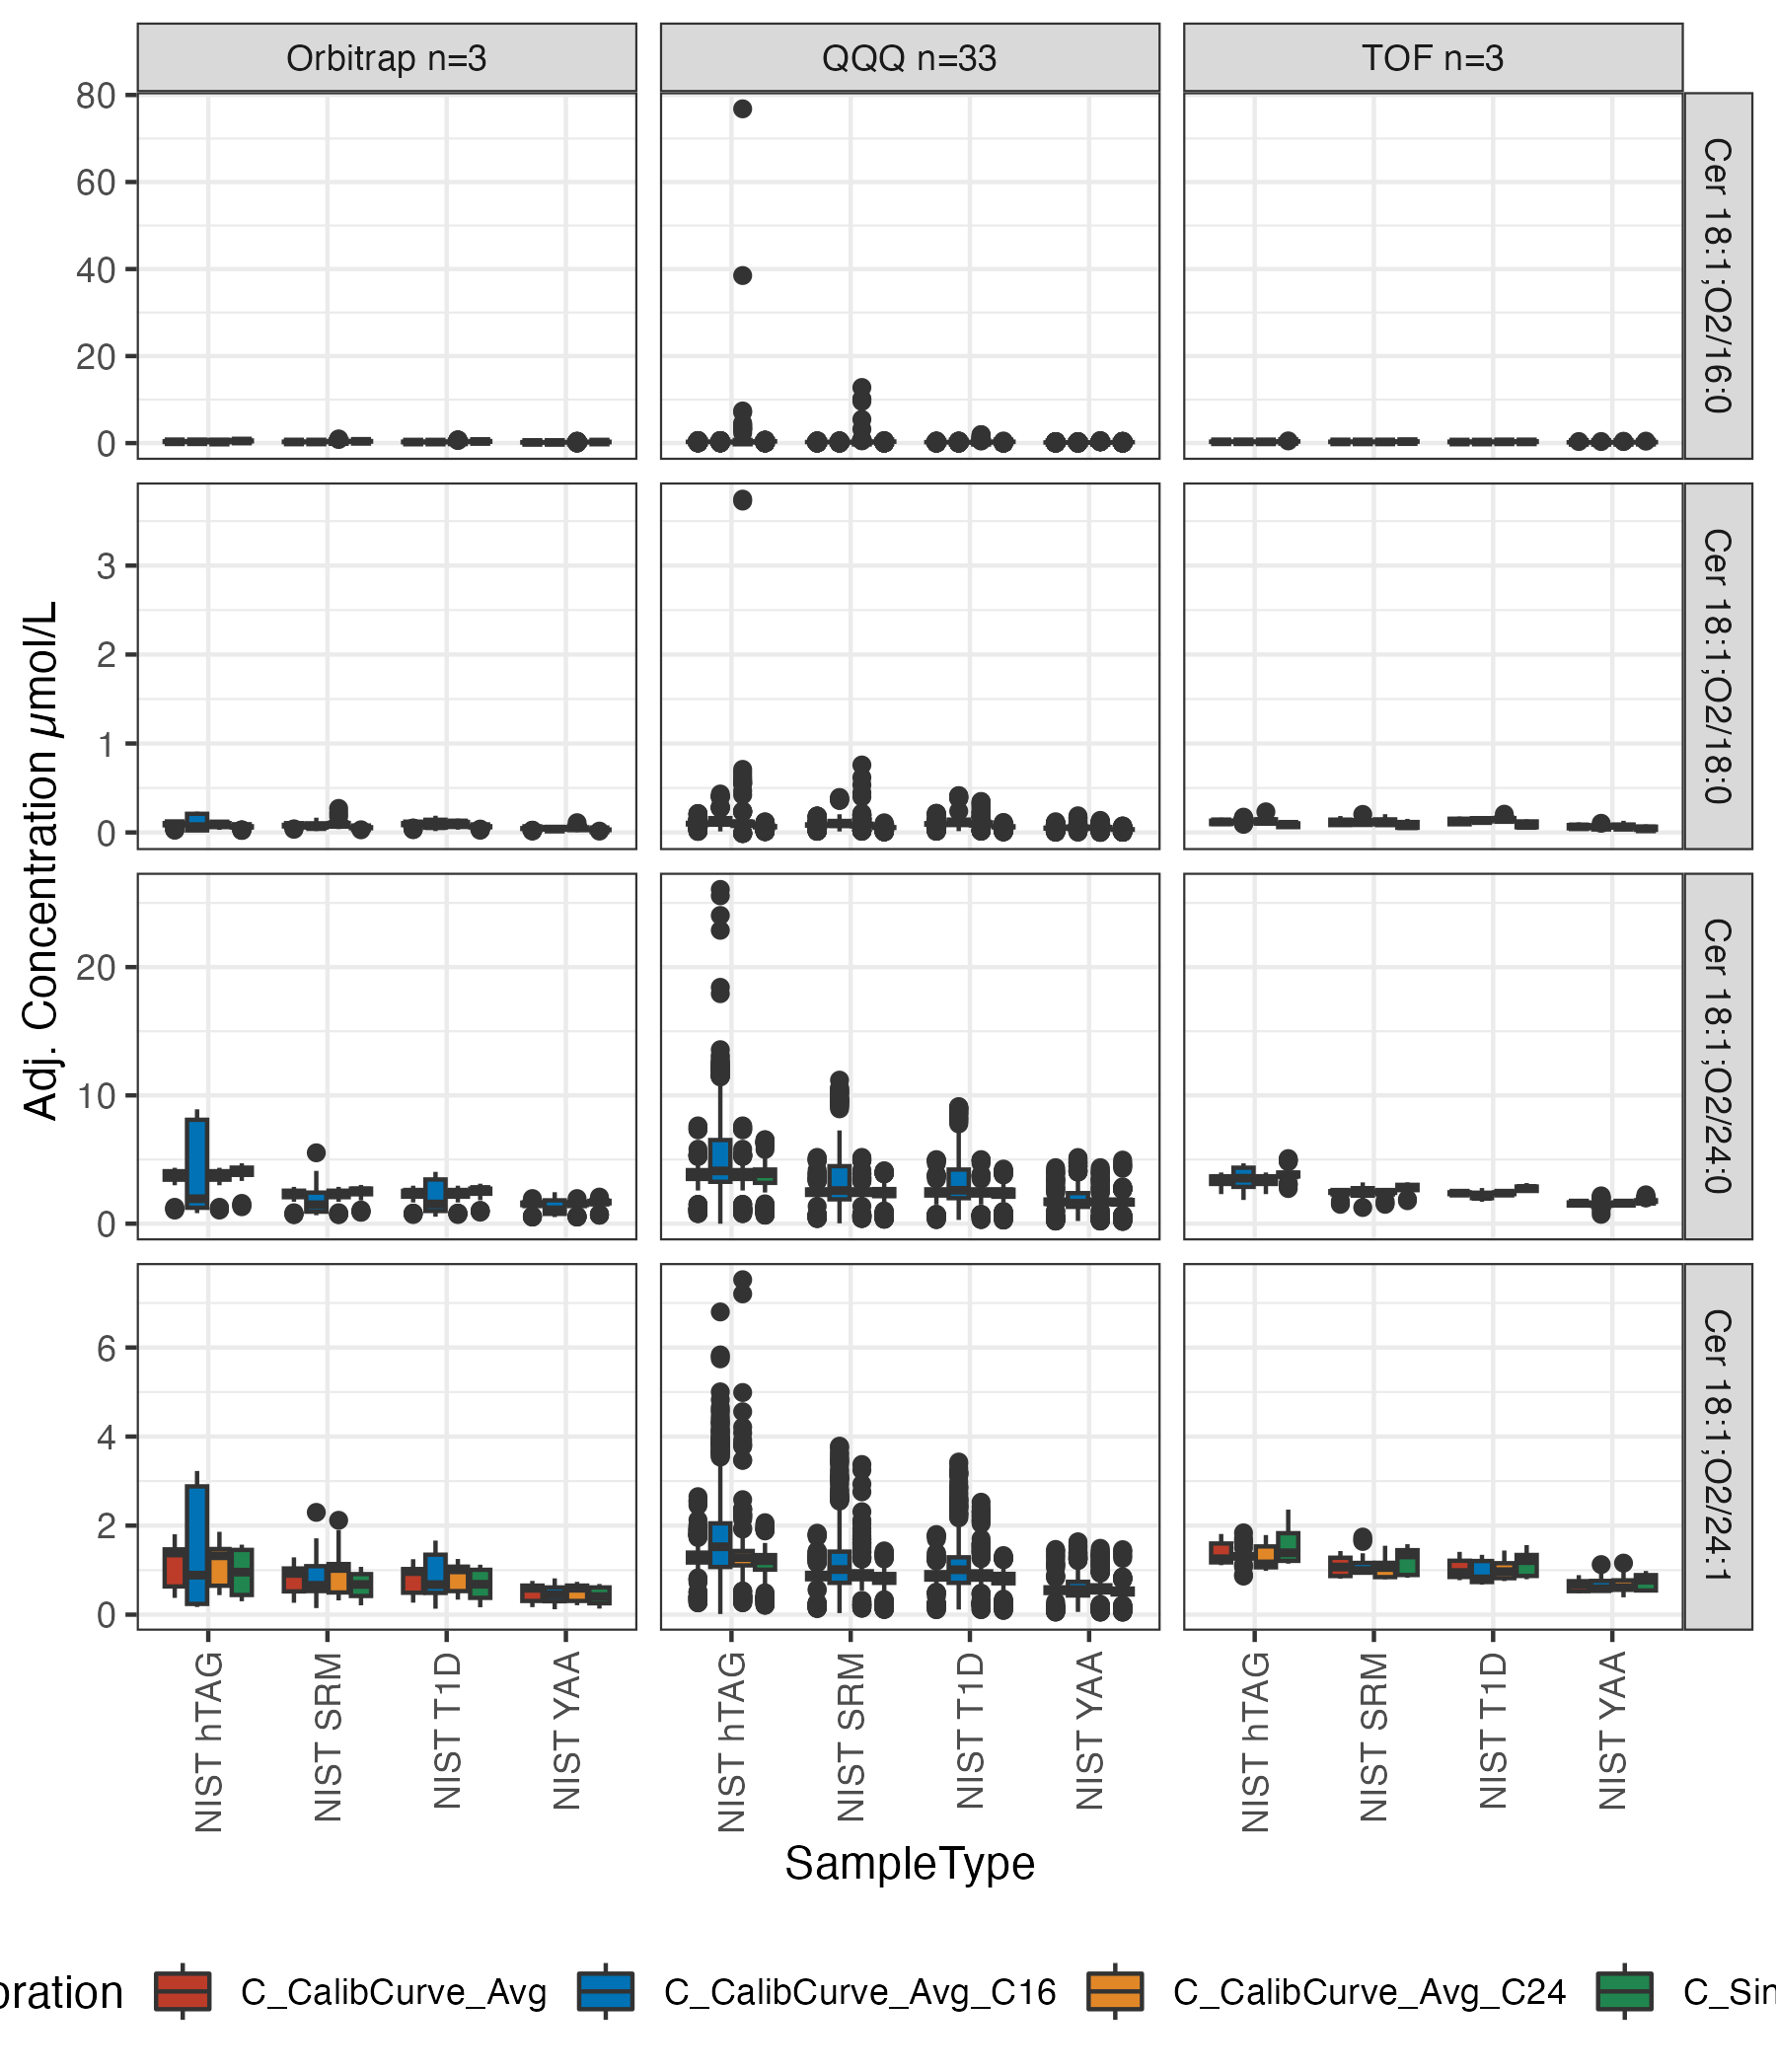 Orbitrap n=3
QQQ n=33
TOF n=3
80
60
40
20
0
Cer 18:1;O2/16:0
3
2
1
0
Cer 18:1;O2/18:0
20
10
0
Cer 18:1;O2/24:0
6
4
2
0
Cer 18:1;O2/24:1
Adj. Concentration µmol/L
NIST hTAG
NIST SRM
NIST T1D
NIST YAA
NIST hTAG
NIST SRM
NIST T1D
NIST YAA
NIST hTAG
NIST SRM
NIST T1D
NIST YAA
SampleType
oration
C_CalibCurve_Avg
C_CalibCurve_Avg_C16
C_CalibCurve_Avg_C24
C_Sin